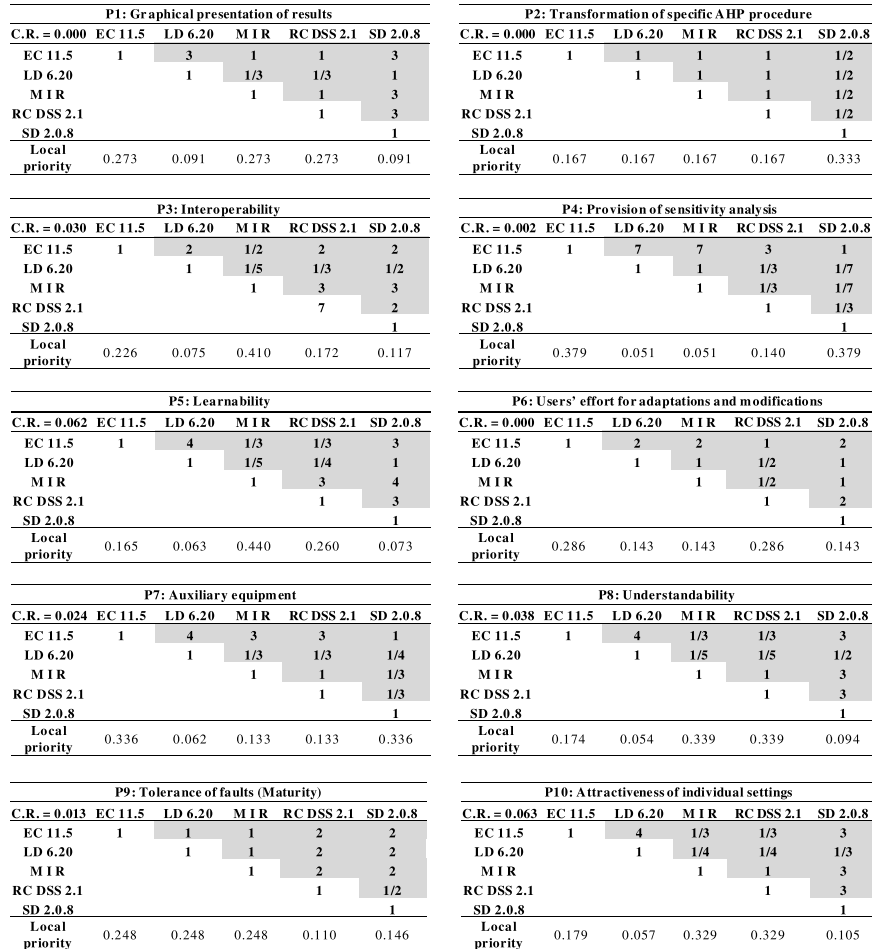 P1: Graphical presentation of results
C.R. = 0.000 EC 11.5 LD 6.20 M I R RC DSS 2.1 SD 2.0.8
EC 11.5 1 3 1 1 3
LD 6.20 1 1/3 1/3 1
M I R 1 1 3
RC DSS 2.1 1 3
SD 2.0.8 1
Local
priority 0.273 0.091 0.273 0.273 0.091
P2: Transformation of specific AHP procedure
C.R. = 0.000 EC 11.5 LD 6.20 M I R RC DSS 2.1 SD 2.0.8
EC 11.5 1 1 1 1 1/2
LD 6.20 1 1 1 1/2
M I R 1 1 1/2
RC DSS 2.1 1 1/2
SD 2.0.8 1
Local
priority 0.167 0.167 0.167 0.167 0.333
P3: Interoperability
C.R. = 0.030 EC 11.5 LD 6.20 M I R RC DSS 2.1 SD 2.0.8
EC 11.5 1 2 1/2 2 2
LD 6.20 1 1/5 1/3 1/2
M I R 1 3 3
RC DSS 2.1 7 2
SD 2.0.8 1
Local
priority 0.226 0.075 0.410 0.172 0.117
P4: Provision of sensitivity analysis
C.R. = 0.002 EC 11.5 LD 6.20 M I R RC DSS 2.1 SD 2.0.8
EC 11.5 1 7 7 3 1
LD 6.20 1 1 1/3 1/7
M I R 1 1/3 1/7
RC DSS 2.1 1 1/3
SD 2.0.8 1
Local
priority 0.379 0.051 0.051 0.140 0.379
P5: Learnability
C.R. = 0.062 EC 11.5 LD 6.20 M I R RC DSS 2.1 SD 2.0.8
EC 11.5 1 4 1/3 1/3 3
LD 6.20 1 1/5 1/4 1
M I R 1 3 4
RC DSS 2.1 1 3
SD 2.0.8 1
Local
priority 0.165 0.063 0.440 0.260 0.073
P6: Users’ effort for adaptations and modifications
C.R. = 0.000 EC 11.5 LD 6.20 M I R RC DSS 2.1 SD 2.0.8
EC 11.5 1 2 2 1 2
LD 6.20 1 1 1/2 1
M I R 1 1/2 1
RC DSS 2.1 1 2
SD 2.0.8 1
Local
priority 0.286 0.143 0.143 0.286 0.143
P7: Auxiliary equipment
C.R. = 0.024 EC 11.5 LD 6.20 M I R RC DSS 2.1 SD 2.0.8
EC 11.5 1 4 3 3 1
LD 6.20 1 1/3 1/3 1/4
M I R 1 1 1/3
RC DSS 2.1 1 1/3
SD 2.0.8 1
Local
priority 0.336 0.062 0.133 0.133 0.336
P8: Understandability
C.R. = 0.038 EC 11.5 LD 6.20 M I R RC DSS 2.1 SD 2.0.8
EC 11.5 1 4 1/3 1/3 3
LD 6.20 1 1/5 1/5 1/2
M I R 1 1 3
RC DSS 2.1 1 3
SD 2.0.8 1
Local
priority 0.174 0.054 0.339 0.339 0.094
P9: Tolerance of faults (Maturity)
C.R. = 0.013 EC 11.5 LD 6.20 M I R RC DSS 2.1 SD 2.0.8
EC 11.5 1 1 1 2 2
LD 6.20 1 1 2 2
M I R 1 2 2
RC DSS 2.1 1 1/2
SD 2.0.8 1
Local
priority 0.248 0.248 0.248 0.110 0.146
P10: Attractiveness of individual settings
C.R. = 0.063 EC 11.5 LD 6.20 M I R RC DSS 2.1 SD 2.0.8
EC 11.5 1 4 1/3 1/3 3
LD 6.20 1 1/4 1/4 1/3
M I R 1 1 3
RC DSS 2.1 1 3
SD 2.0.8 1
Local
priority 0.179 0.057 0.329 0.329 0.105